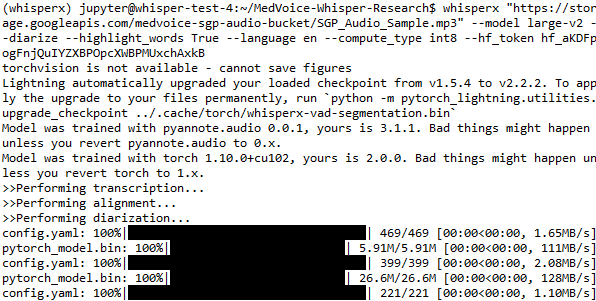 (whisperx) jupyter@whisper-test-4:~/MedVoice-Whisper-Research$ whisperx "https://stor
age.googleapis.com/medvoice-sgp-audio-bucket/SGP_Audio_Sample.mp3" --model large-v2 -
-diarize --highlight_words True --language en --compute_type int8 --hf_token hf_aKDFp
ogFnjQuIYZXBPOpcXWBPMUxchAxkB
torchvision is not available - cannot save figures
Lightning automatically upgraded your loaded checkpoint from v1.5.4 to v2.2.2. To app
ly the upgrade to your files permanently, run `python -m pytorch_lightning.utilities.
upgrade_checkpoint ../.cache/torch/whisperx-vad-segmentation.bin`
Model was trained with pyannote.audio 0.0.1, yours is 3.1.1. Bad things might happen
unless you revert pyannote.audio to 0.x.
Model was trained with torch 1.10.0+cu102, yours is 2.0.0. Bad things might happen un
less you revert torch to 1.x.
>>Performing transcription...
>>Performing alignment...
>>Performing diarization...
config.yaml: 100%| | 469/469 [00:00<00:00, 1.65MB/s]
pytorch_model.bin: 100%| | 5.91M/5.91M [00:00<00:00, 111MB/s]
config.yaml: 100%| | 399/399 [00:00<00:00, 2.08MB/s]
pytorch_model.bin: 100%| | 26.6M/26.6M [00:00<00:00, 128MB/s]
config.yaml: 100%| | 221/221 [00:00<00:00, 1.10MB/s]